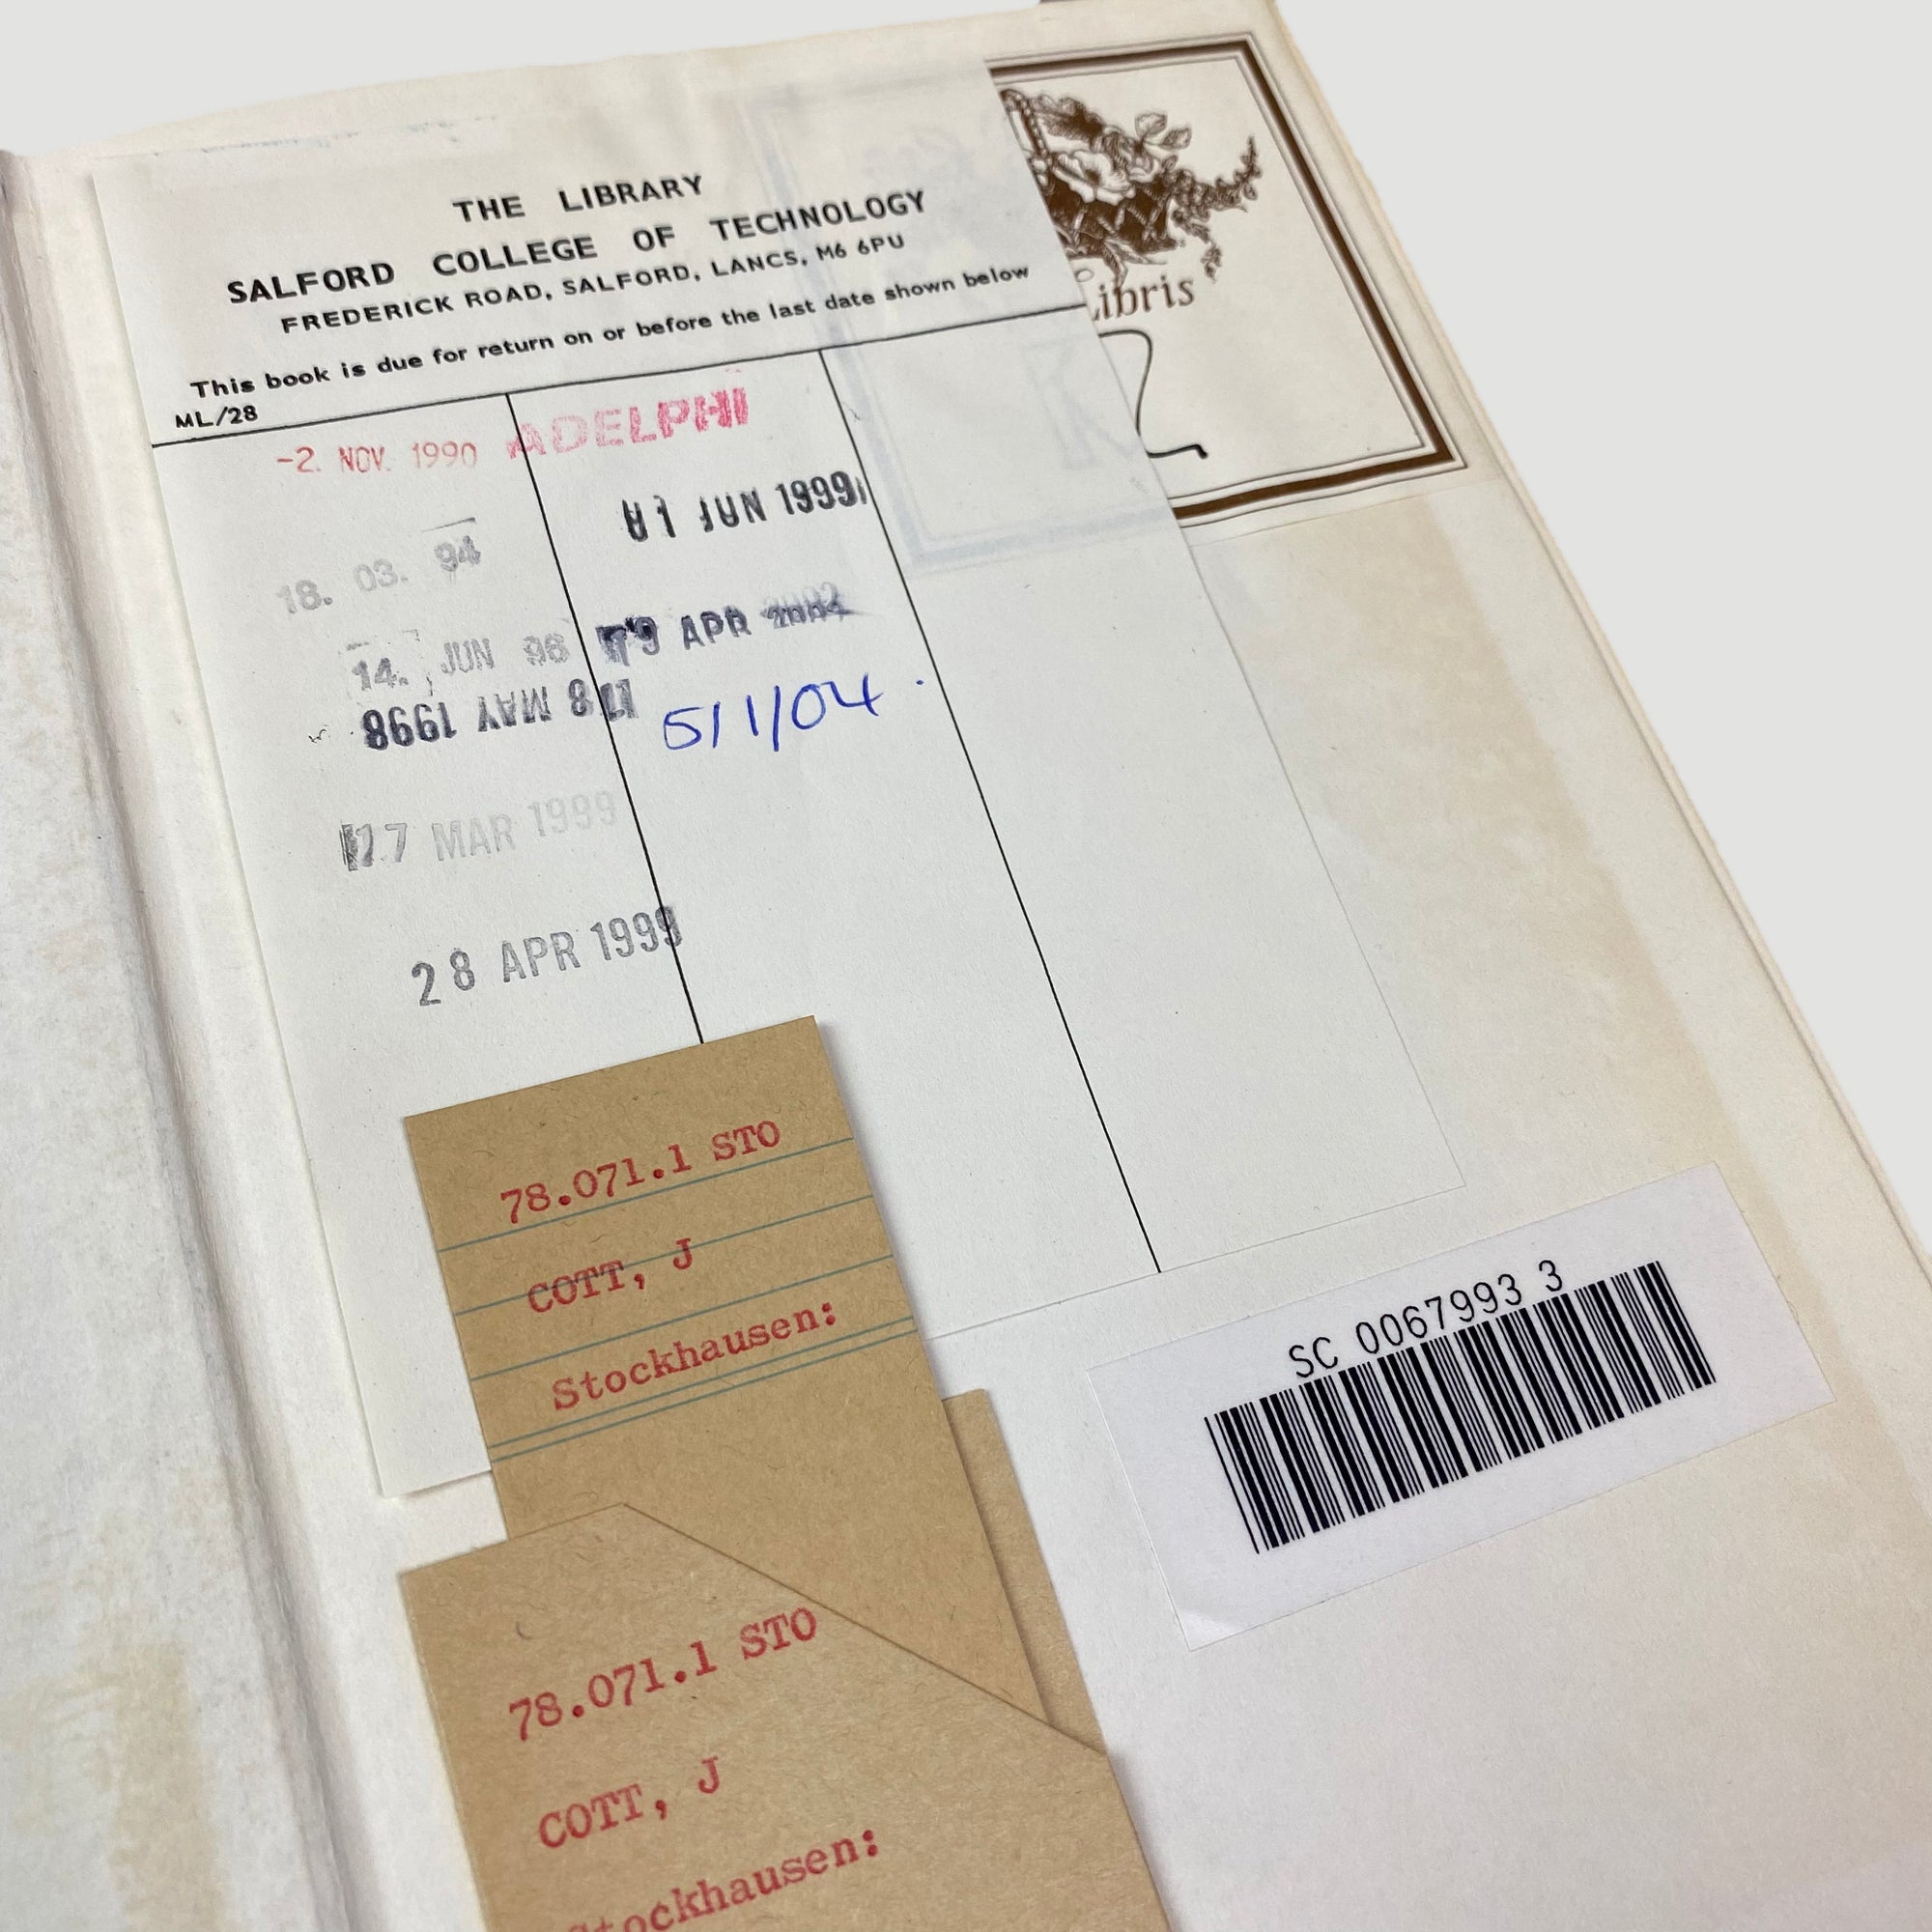 THE LIBRARY
SALFORD COLLEGE OF TECHNOLOGY
FREDERICK ROAD, SALFORD, LANCS, M6 6PU
This book is due for return on or before the last date shown below
ML/28
-2. NOV. 1990
18. 03. 94
14. JUN 96
18 MAY 1998
17 MAR 1999
28 APR 1999
ADELPHI
01 JUN 1999
19 APR
5/1/04
Libris
78.071.1 STO
COTT, J
Stockhausen:
SC 0067993 3
78.071.1 STO
COTT, J
Stockhausen: